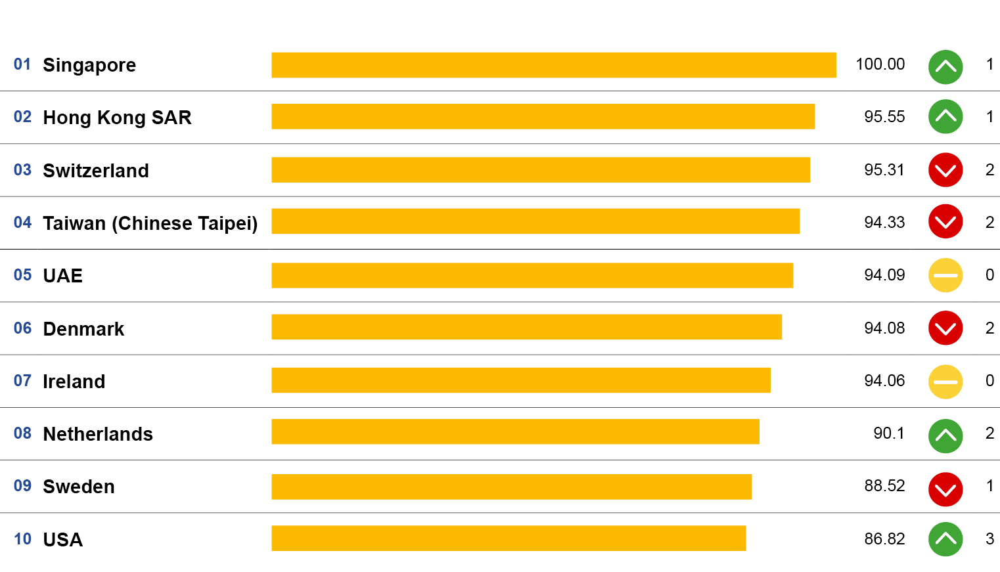 01 Singapore 100.00 1
02 Hong Kong SAR 95.55 1
03 Switzerland 95.31 2
04 Taiwan (Chinese Taipei) 94.33 2
05 UAE 94.09 0
06 Denmark 94.08 2
07 Ireland 94.06 0
08 Netherlands 90.1 2
09 Sweden 88.52 1
10 USA 86.82 3